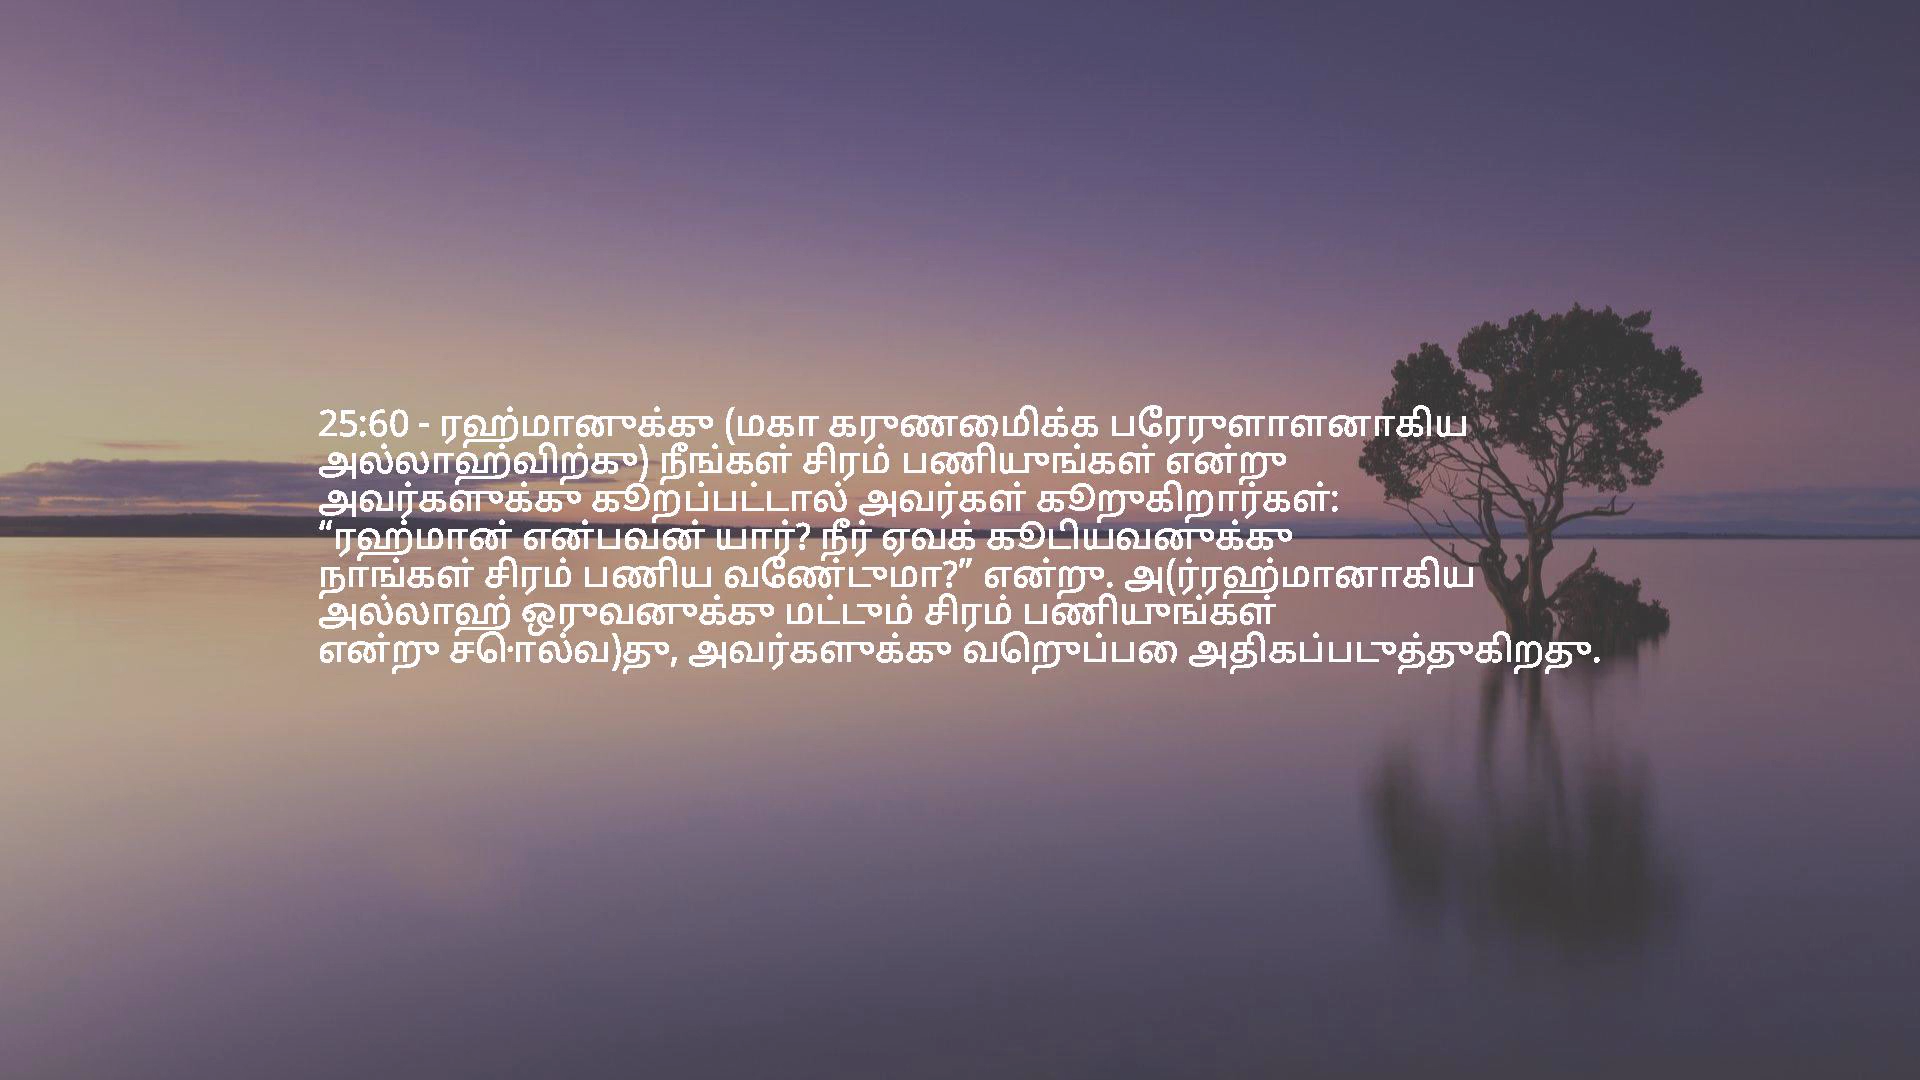 25:60 - ரஹ்மானுக்கு (மகா கருணைமிக்க பேரேருளாளனாகிய
அல்லாஹ்விற்கு) நீங்கள் சிரம் பணியுங்கள் என்று
அவர்களுக்கு கூறப்பட்டால் அவர்கள் கூறுகிறார்கள்:
“ரஹ்மான் என்பவன் யார்? நீர் ஏவக் கூடியவனுக்கு
நாங்கள் சிரம் பணிய வேண்டுமா?” என்று. அ(ர்ரஹ்மானாகிய
அல்லாஹ் ஒருவனுக்கு மட்டும் சிரம் பணியுங்கள்
என்று சொல்வ)து, அவர்களுக்கு வெறுப்பை அதிகப்படுத்துகிறது.